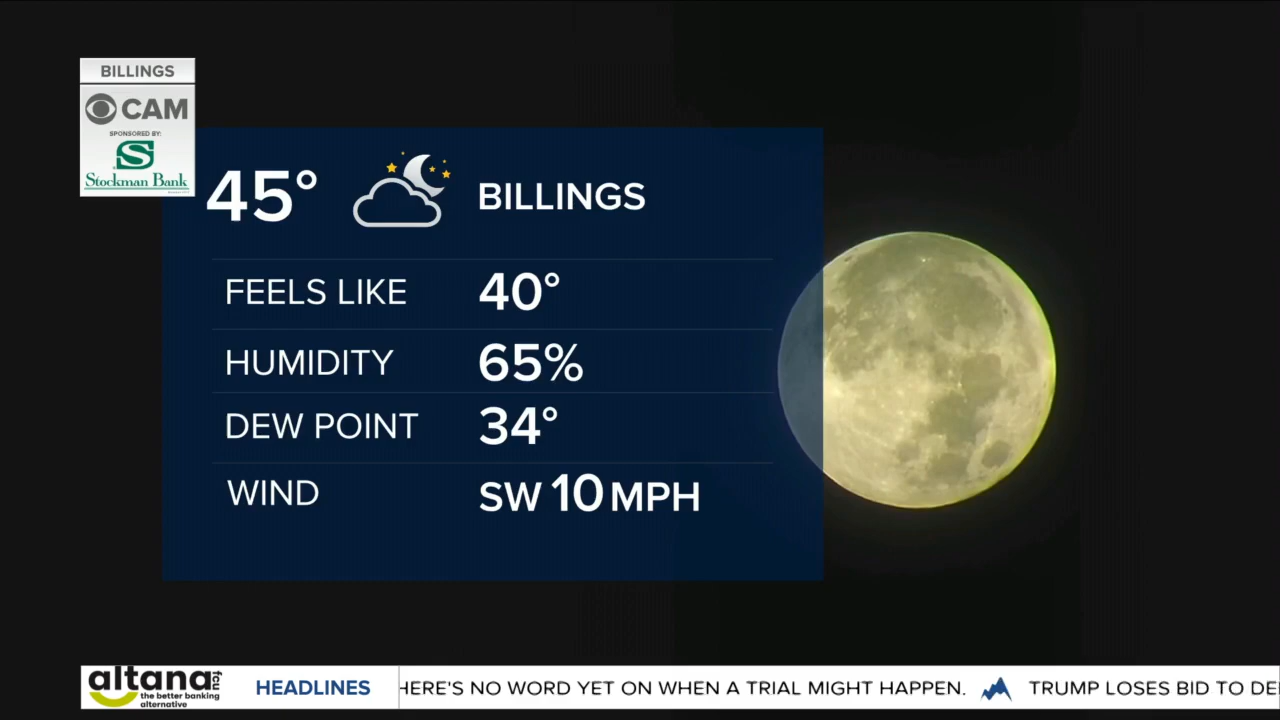 BILLINGS
CAM
SPONSORED BY:
S
Stockman Bank
45° BILLINGS
FEELS LIKE 40°
HUMIDITY 65%
DEW POINT 34°
WIND SW 10 MPH
altana fcu
the better banking
alternative
HEADLINES HERE'S NO WORD YET ON WHEN A TRIAL MIGHT HAPPEN. TRUMP LOSES BID TO DE